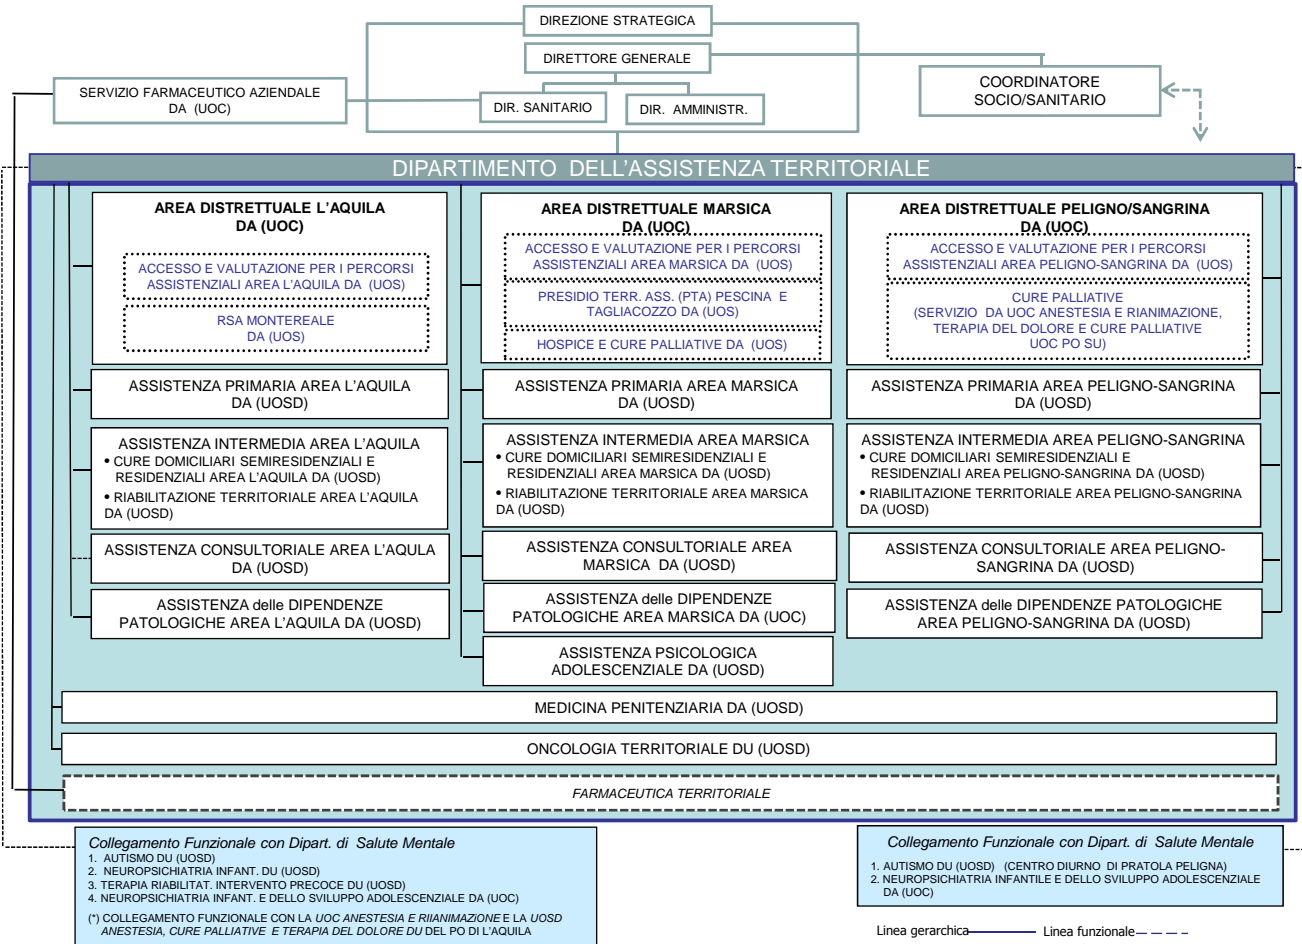 DIREZIONE STRATEGICA
DIRETTORE GENERALE
DIR. SANITARIO
DIR. AMMINISTR.
SERVIZIO FARMACEUTICO AZIENDALE
DA (UOC)
COORDINATORE
SOCIO/SANITARIO
DIPARTIMENTO DELL'ASSISTENZA TERRITORIALE
AREA DISTRETTUALE L'AQUILA
DA (UOC)
ACCESSO E VALUTAZIONE PER I PERCORSI
ASSISTENZIALI AREA L'AQUILA DA (UOS)
RSA MONTEREALE
DA (UOS)
ASSISTENZA PRIMARIA AREA L'AQUILA
DA (UOSD)
ASSISTENZA INTERMEDIA AREA L'AQUILA
• CURE DOMICILIARI SEMIRESIDENZIALI E
RESIDENZIALI AREA L'AQUILA DA (UOSD)
• RIABILITAZIONE TERRITORIALE AREA L'AQUILA
DA (UOSD)
ASSISTENZA CONSULTORIALE AREA L'AQULA
DA (UOSD)
ASSISTENZA delle DIPENDENZE
PATOLOGICHE AREA L'AQUILA DA (UOSD)
AREA DISTRETTUALE MARSICA
DA (UOC)
ACCESSO E VALUTAZIONE PER I PERCORSI
ASSISTENZIALI AREA MARSICA DA (UOS)
PRESIDIO TERR. ASS. (PTA) PESCINA E
TAGLIACOZZO DA (UOS)
HOSPICE E CURE PALLIATIVE DA (UOS)
ASSISTENZA PRIMARIA AREA MARSICA
DA (UOSD)
ASSISTENZA INTERMEDIA AREA MARSICA
• CURE DOMICILIARI SEMIRESIDENZIALI E
RESIDENZIALI AREA MARSICA DA (UOSD)
• RIABILITAZIONE TERRITORIALE AREA MARSICA
DA (UOSD)
ASSISTENZA CONSULTORIALE AREA
MARSICA DA (UOSD)
ASSISTENZA delle DIPENDENZE
PATOLOGICHE AREA MARSICA DA (UOC)
ASSISTENZA PSICOLOGICA
ADOLESCENZIALE DA (UOSD)
AREA DISTRETTUALE PELIGNO/SANGRINA
DA (UOC)
ACCESSO E VALUTAZIONE PER I PERCORSI
ASSISTENZIALI AREA PELIGNO-SANGRINA DA (UOS)
CURE PALLIATIVE
(SERVIZIO DA UOC ANESTESIA E RIANIMAZIONE,
TERAPIA DEL DOLORE E CURE PALLIATIVE
UOC PO SU)
ASSISTENZA PRIMARIA AREA PELIGNO-SANGRINA
DA (UOSD)
ASSISTENZA INTERMEDIA AREA PELIGNO-SANGRINA
• CURE DOMICILIARI SEMIRESIDENZIALI E
RESIDENZIALI AREA PELIGNO-SANGRINA DA (UOSD)
• RIABILITAZIONE TERRITORIALE AREA PELIGNO-SANGRINA
DA (UOSD)
ASSISTENZA CONSULTORIALE AREA PELIGNO-
SANGRINA DA (UOSD)
ASSISTENZA delle DIPENDENZE PATOLOGICHE
AREA PELIGNO-SANGRINA DA (UOSD)
MEDICINA PENITENZIARIA DA (UOSD)
ONCOLOGIA TERRITORIALE DU (UOSD)
FARMACEUTICA TERRITORIALE
Collegamento Funzionale con Dipart. di Salute Mentale
1. AUTISMO DU (UOSD)
2. NEUROPSICHIATRIA INFANT. DU (UOSD)
3. TERAPIA RIABILITAT. INTERVENTO PRECOCE DU (UOSD)
4. NEUROPSICHIATRIA INFANT. E DELLO SVILUPPO ADOLESCENZIALE DA (UOC)
(*) COLLEGAMENTO FUNZIONALE CON LA UOC ANESTESIA E RIIANIMAZIONE E LA UOSD
ANESTESIA, CURE PALLIATIVE E TERAPIA DEL DOLORE DU DEL PO DI L'AQUILA
Collegamento Funzionale con Dipart. di Salute Mentale
1. AUTISMO DU (UOSD) (CENTRO DIURNO DI PRATOLA PELIGNA)
2. NEUROPSICHIATRIA INFANTILE E DELLO SVILUPPO ADOLESCENZIALE
DA (UOC)
Linea gerarchica Linea funzionale